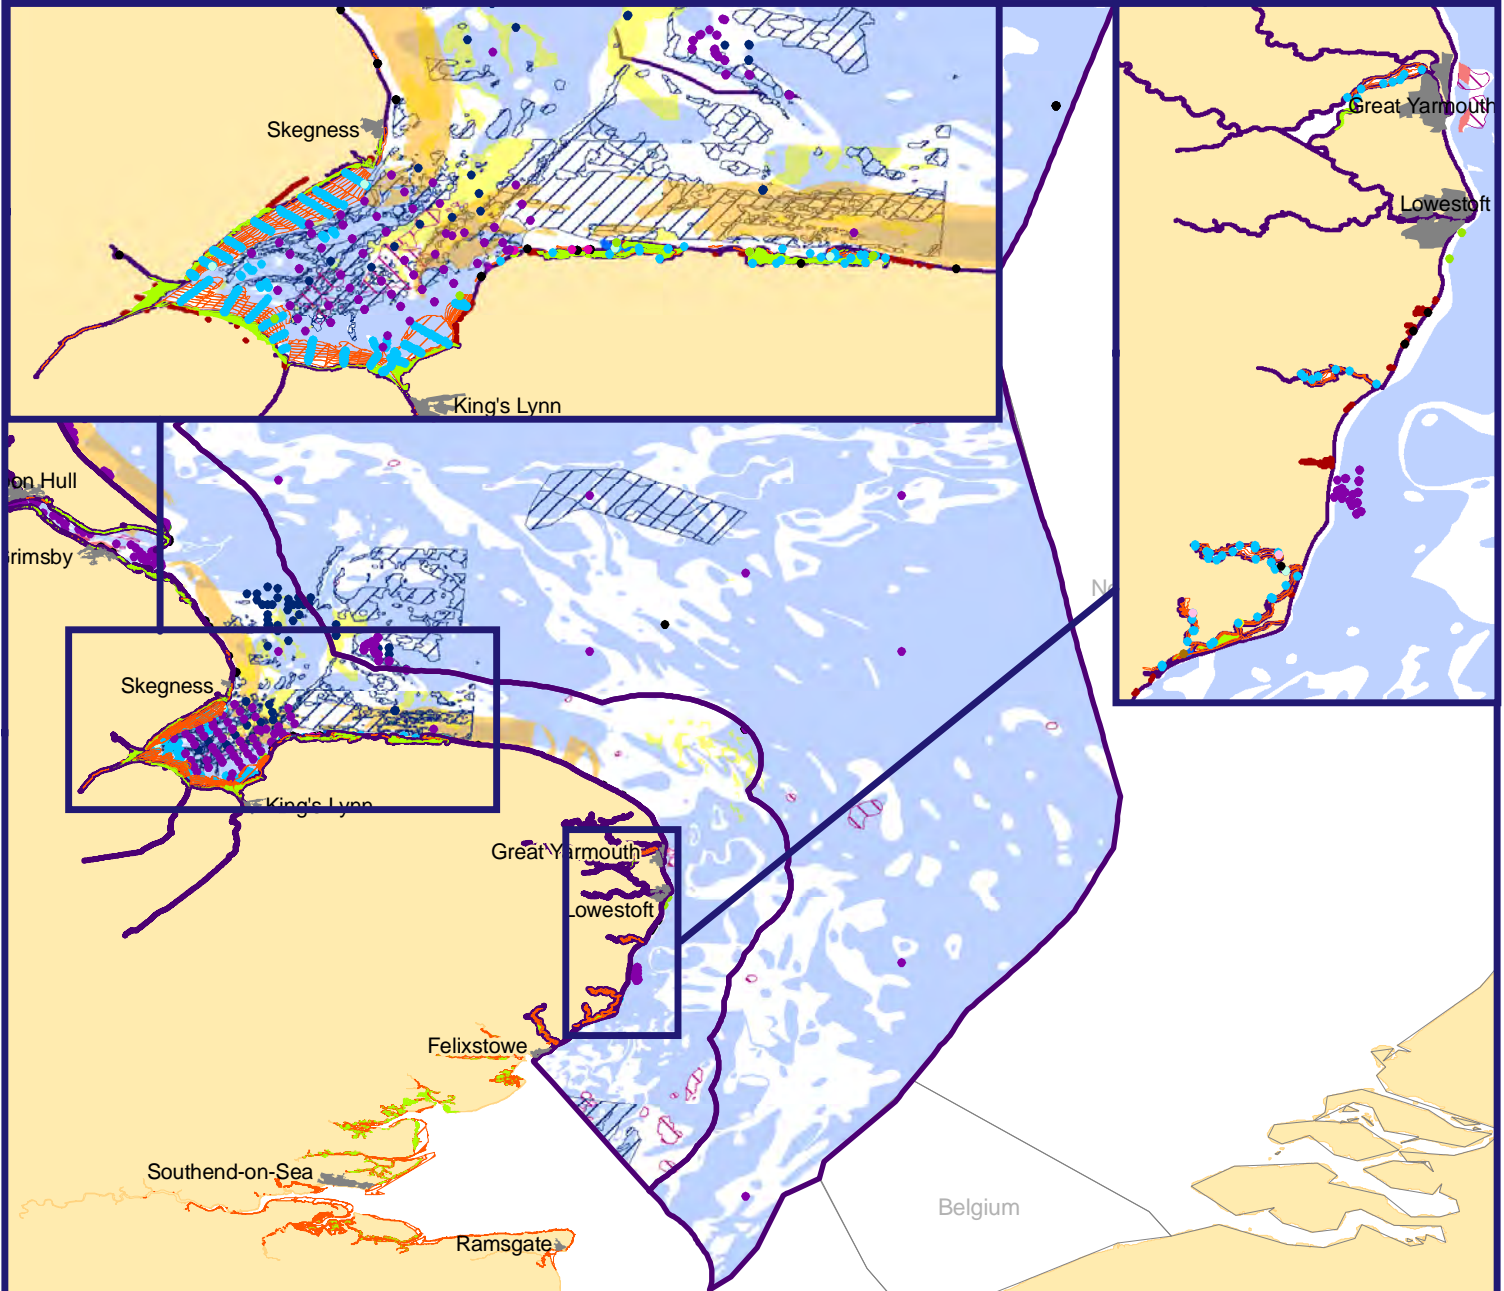 Skegness
King's Lynn
Great Yarmouth
Lowestoft
on Hull
Grimsby
Skegness
King's Lynn
Great Yarmouth
Lowestoft
Felixstowe
Southend-on-Sea
Ramsgate
Belgium